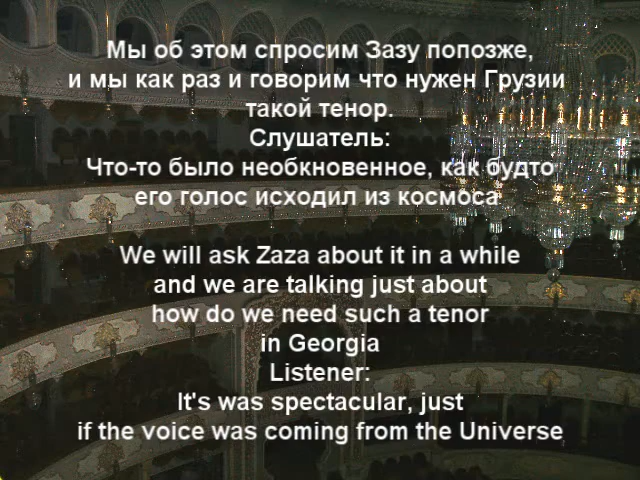 Мы об этом спросим Зазу попозже,
и мы как раз и говорим что нужен Грузии
такой тенор.
Слушатель:
Что-то было необкновенное, как будто
его голос исходил из космоса
We will ask Zaza about it in a while
and we are talking just about
how do we need such a tenor
in Georgia
Listener:
It's was spectacular, just
if the voice was coming from the Universe